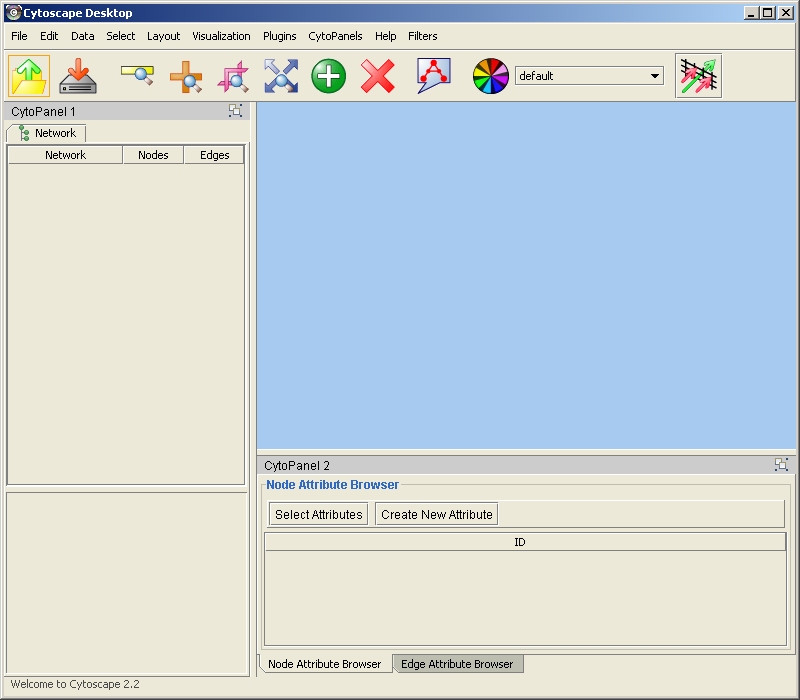 Cytoscape Desktop
File Edit Data Select Layout Visualization Plugins CytoPanels Help Filters
default
CytoPanel 1
Network
Network Nodes Edges
CytoPanel 2
Node Attribute Browser
Select Attributes Create New Attribute
ID
Node Attribute Browser Edge Attribute Browser
Welcome to Cytoscape 2.2